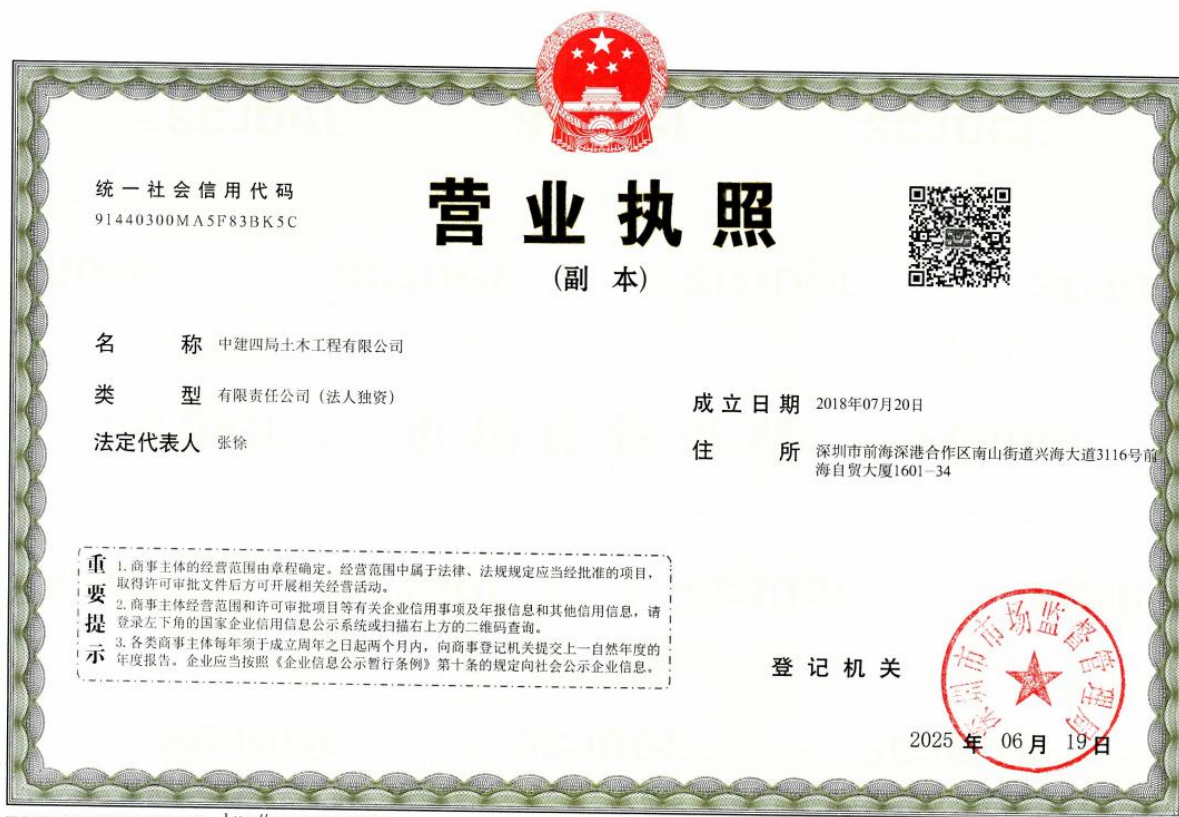 统一社会信用代码
91440300MA5F83BK5C
营业执照
(副 本)
名 称 中建四局土木工程有限公司
类 型 有限责任公司（法人独资）
法定代表人 张徐
成立日期 2018年07月20日
住 所 深圳市前海深港合作区南山街道兴海大道3116号前
海自贸大厦1601-34
重要提示
1.商事主体的经营范围由章程确定。经营范围中属于法律、法规规定应当经批准的项目，
取得许可审批文件后方可开展相关经营活动。
2.商事主体经营范围和许可审批项目等有关企业信用事项及年报信息和其他信用信息，请
登录左下角的国家企业信用信息公示系统或扫描右上方的二维码查询。
3.各类商事主体每年须于成立周年之日起两个月内，向商事登记机关提交上一自然年度的
年度报告。企业应当按照《企业信息公示暂行条例》第十条的规定向社会公示企业信息。
登记机关
深圳市市场监督管理局
2025年06月19日